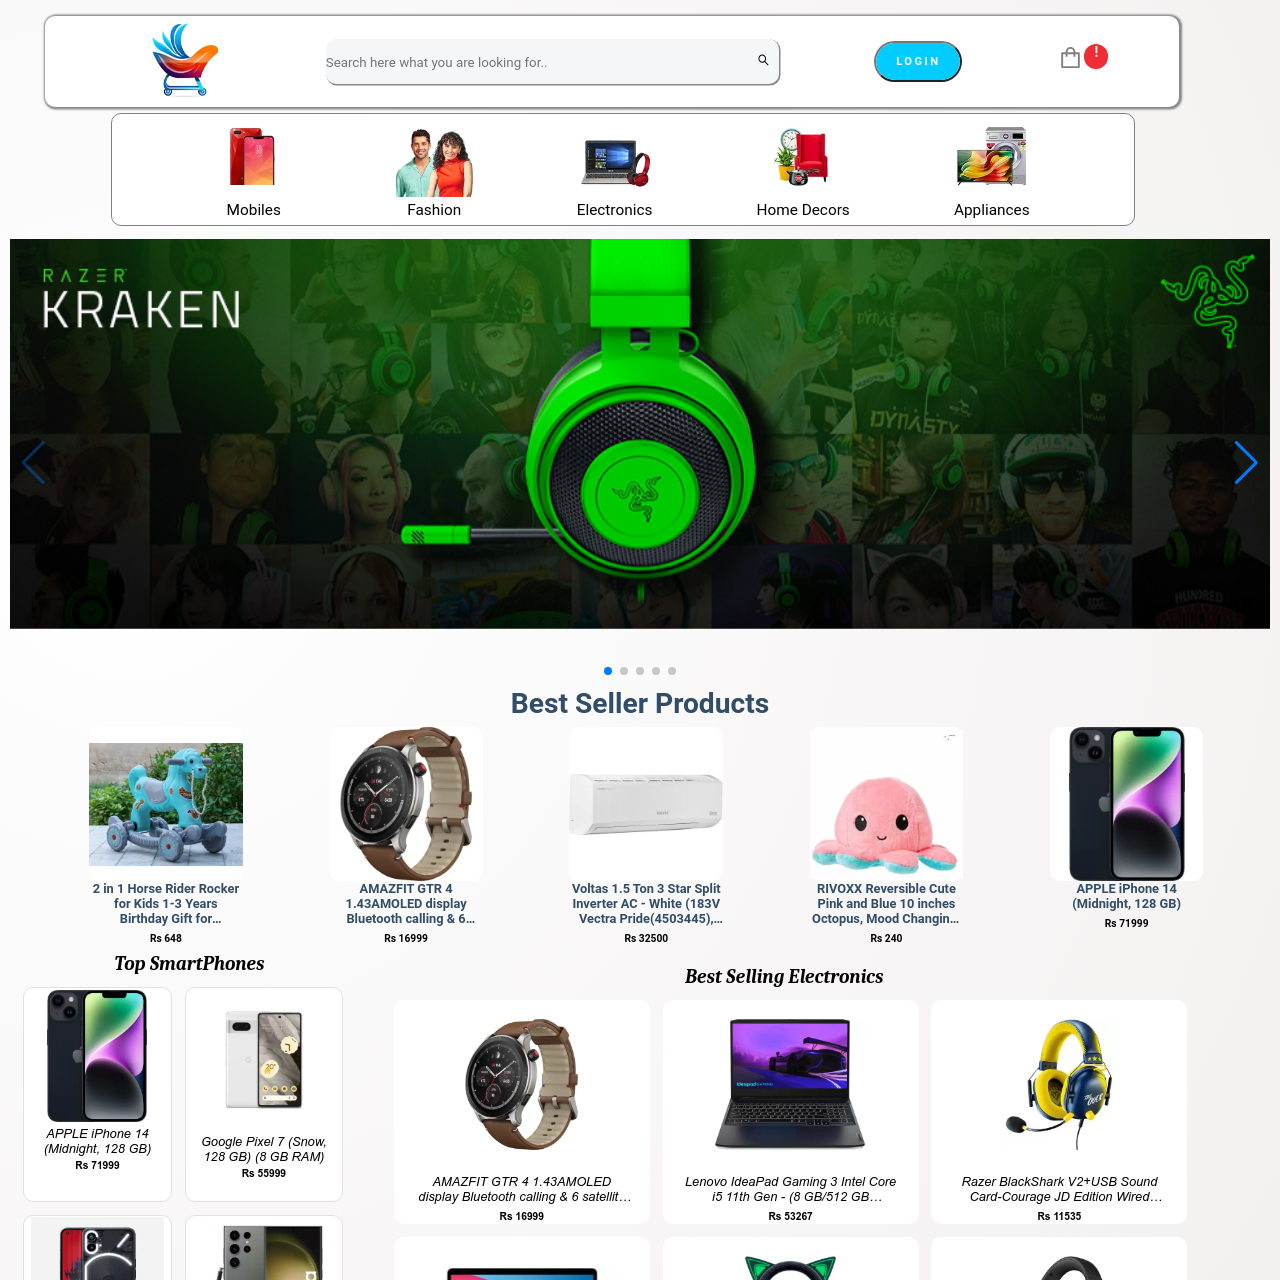 Search here what you are looking for..
LOGIN
!
Mobiles
Fashion
Electronics
Home Decors
Appliances
RAZER
KRAKEN
DYNASTY
HUNDRED
Best Seller Products
2 in 1 Horse Rider Rocker
for Kids 1-3 Years
Birthday Gift for...
Rs 648
AMAZFIT GTR 4
1.43AMOLED display
Bluetooth calling & 6...
Rs 16999
Voltas 1.5 Ton 3 Star Split
Inverter AC - White (183V
Vectra Pride(4503445),...
Rs 32500
RIVOXX Reversible Cute
Pink and Blue 10 inches
Octopus, Mood Changin...
Rs 240
APPLE iPhone 14
(Midnight, 128 GB)
Rs 71999
Top SmartPhones
APPLE iPhone 14
(Midnight, 128 GB)
Rs 71999
Google Pixel 7 (Snow,
128 GB) (8 GB RAM)
Rs 55999
Best Selling Electronics
AMAZFIT GTR 4 1.43AMOLED
display Bluetooth calling & 6 satellit...
Rs 16999
Lenovo IdeaPad Gaming 3 Intel Core
i5 11th Gen - (8 GB/512 GB...
Rs 53267
Razer BlackShark V2+USB Sound
Card-Courage JD Edition Wired...
Rs 11535